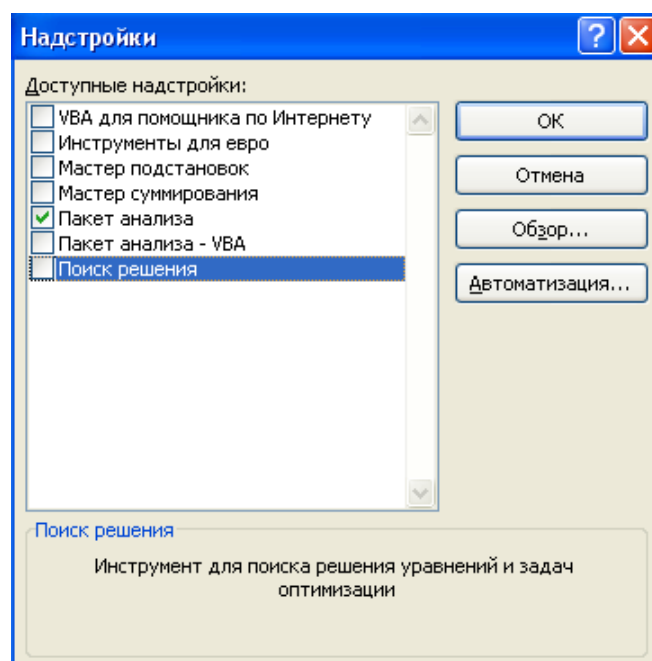 Надстройки
Доступные надстройки:
VBA для помощника по Интернету
Инструменты для евро
Мастер подстановок
Мастер суммирования
Пакет анализа
Пакет анализа - VBA
Поиск решения
ОК
Отмена
Обзор...
Автоматизация...
Поиск решения
Инструмент для поиска решения уравнений и задач
оптимизации